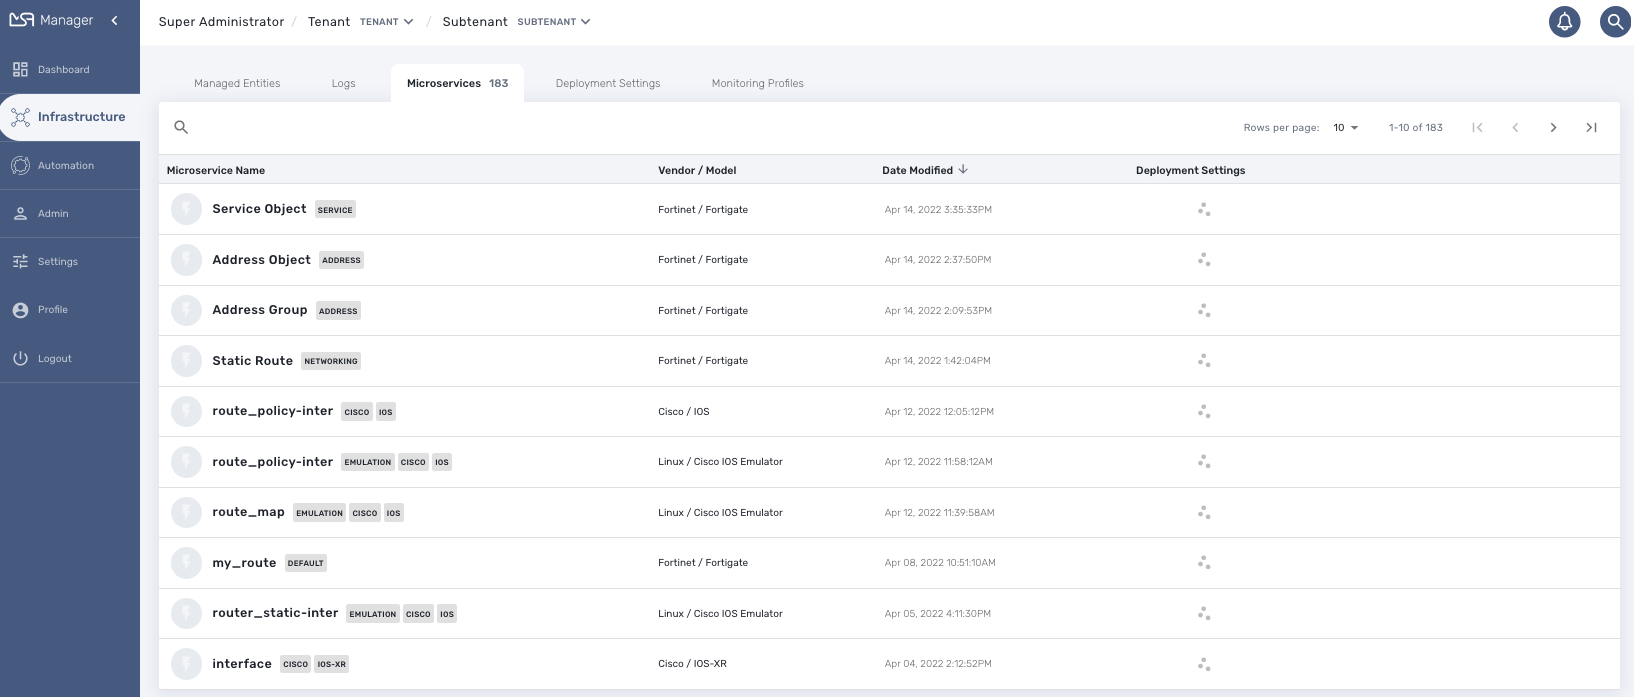 MSA Manager
Super Administrator / Tenant TENANT / Subtenant SUBTENANT
Dashboard
Infrastructure
Automation
Admin
Settings
Profile
Logout
Managed Entities Logs Microservices 183 Deployment Settings Monitoring Profiles
Rows per page: 10 1-10 of 183
Microservice Name Vendor / Model Date Modified Deployment Settings
Service Object SERVICE Fortinet / Fortigate Apr 14, 2022 3:35:33PM
Address Object ADDRESS Fortinet / Fortigate Apr 14, 2022 2:37:50PM
Address Group ADDRESS Fortinet / Fortigate Apr 14, 2022 2:09:53PM
Static Route NETWORKING Fortinet / Fortigate Apr 14, 2022 1:42:04PM
route_policy-inter CISCO IOS Cisco / IOS Apr 12, 2022 12:05:12PM
route_policy-inter EMULATION CISCO IOS Linux / Cisco IOS Emulator Apr 12, 2022 11:58:12AM
route_map EMULATION CISCO IOS Linux / Cisco IOS Emulator Apr 12, 2022 11:39:58AM
my_route DEFAULT Fortinet / Fortigate Apr 08, 2022 10:51:10AM
router_static-inter EMULATION CISCO IOS Linux / Cisco IOS Emulator Apr 05, 2022 4:11:30PM
interface CISCO IOS-XR Cisco / IOS-XR Apr 04, 2022 2:12:52PM